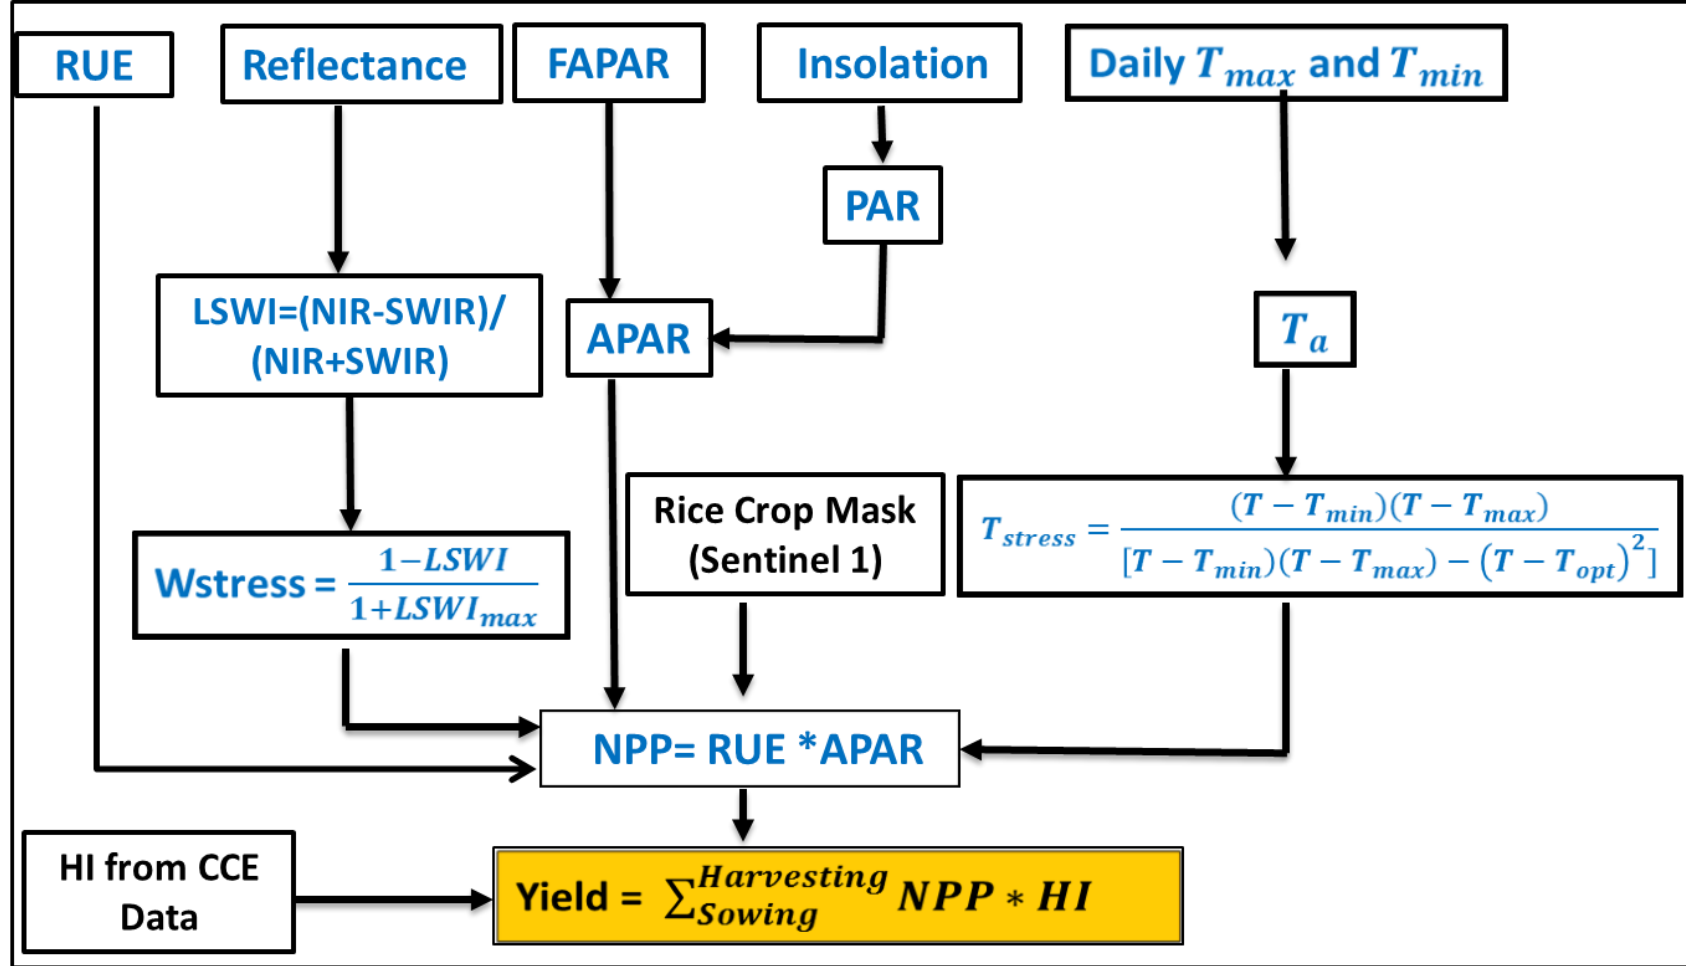 RUE
Reflectance
FAPAR
Insolation
Daily T_max and T_min
PAR
LSWI=(NIR-SWIR)/
(NIR+SWIR)
APAR
T_a
Rice Crop Mask
(Sentinel 1)
T_stress = (T − T_min)(T − T_max) / [T − T_min)(T − T_max) − (T − T_opt)^2]
Wstress = 1−LSWI / 1+LSWI_max
NPP= RUE *APAR
HI from CCE
Data
Yield = ∑_Sowing^Harvesting NPP * HI